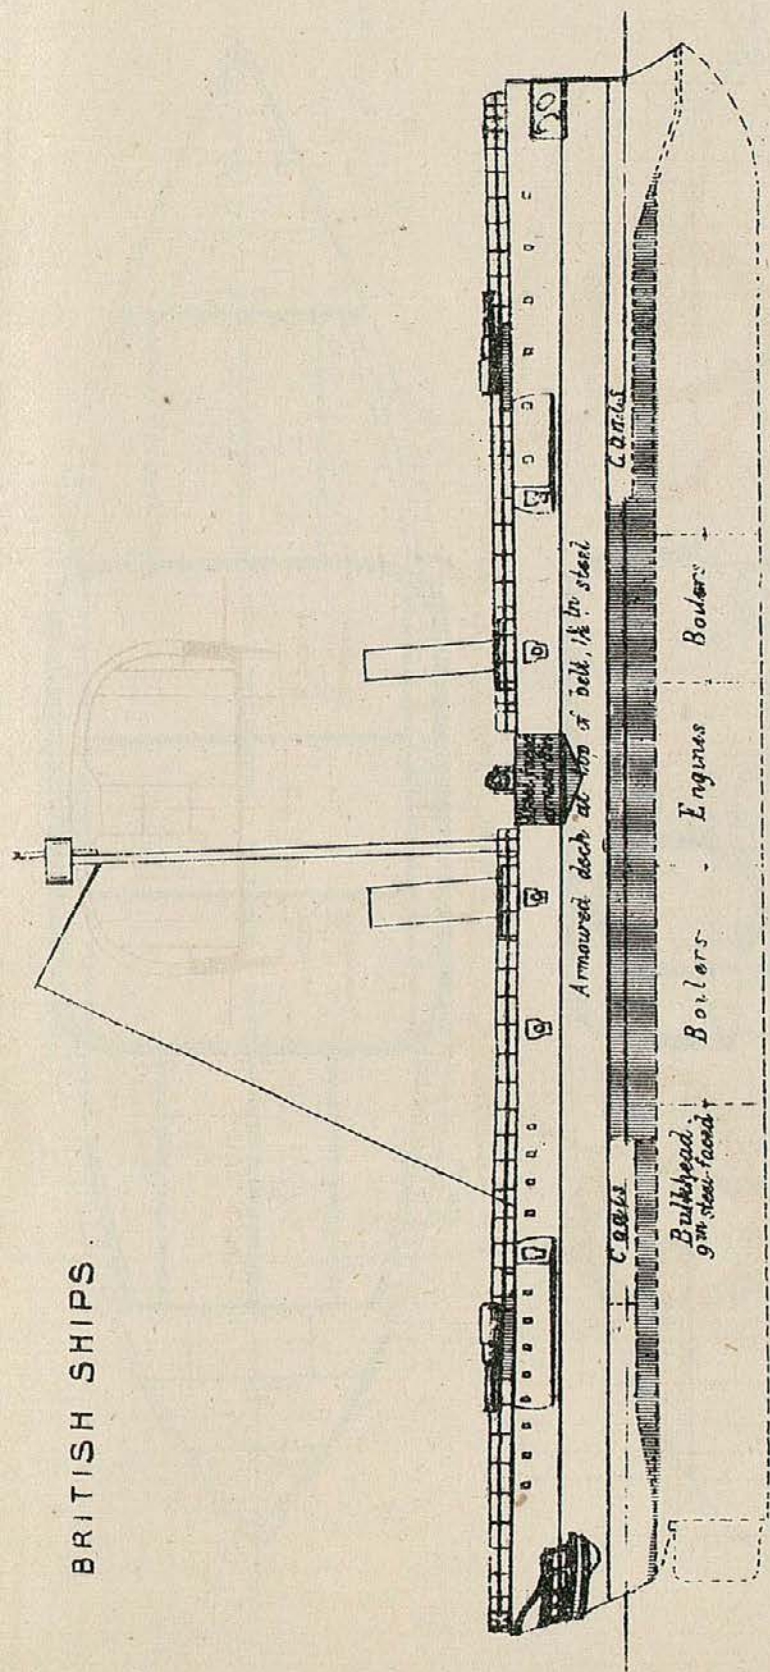 BRITISH SHIPS.
Armoured deck at top of belt, 1½ in steel
Coals
Coals
Bulkhead.
9in steel-faced
Boilers
Engines
Boilers